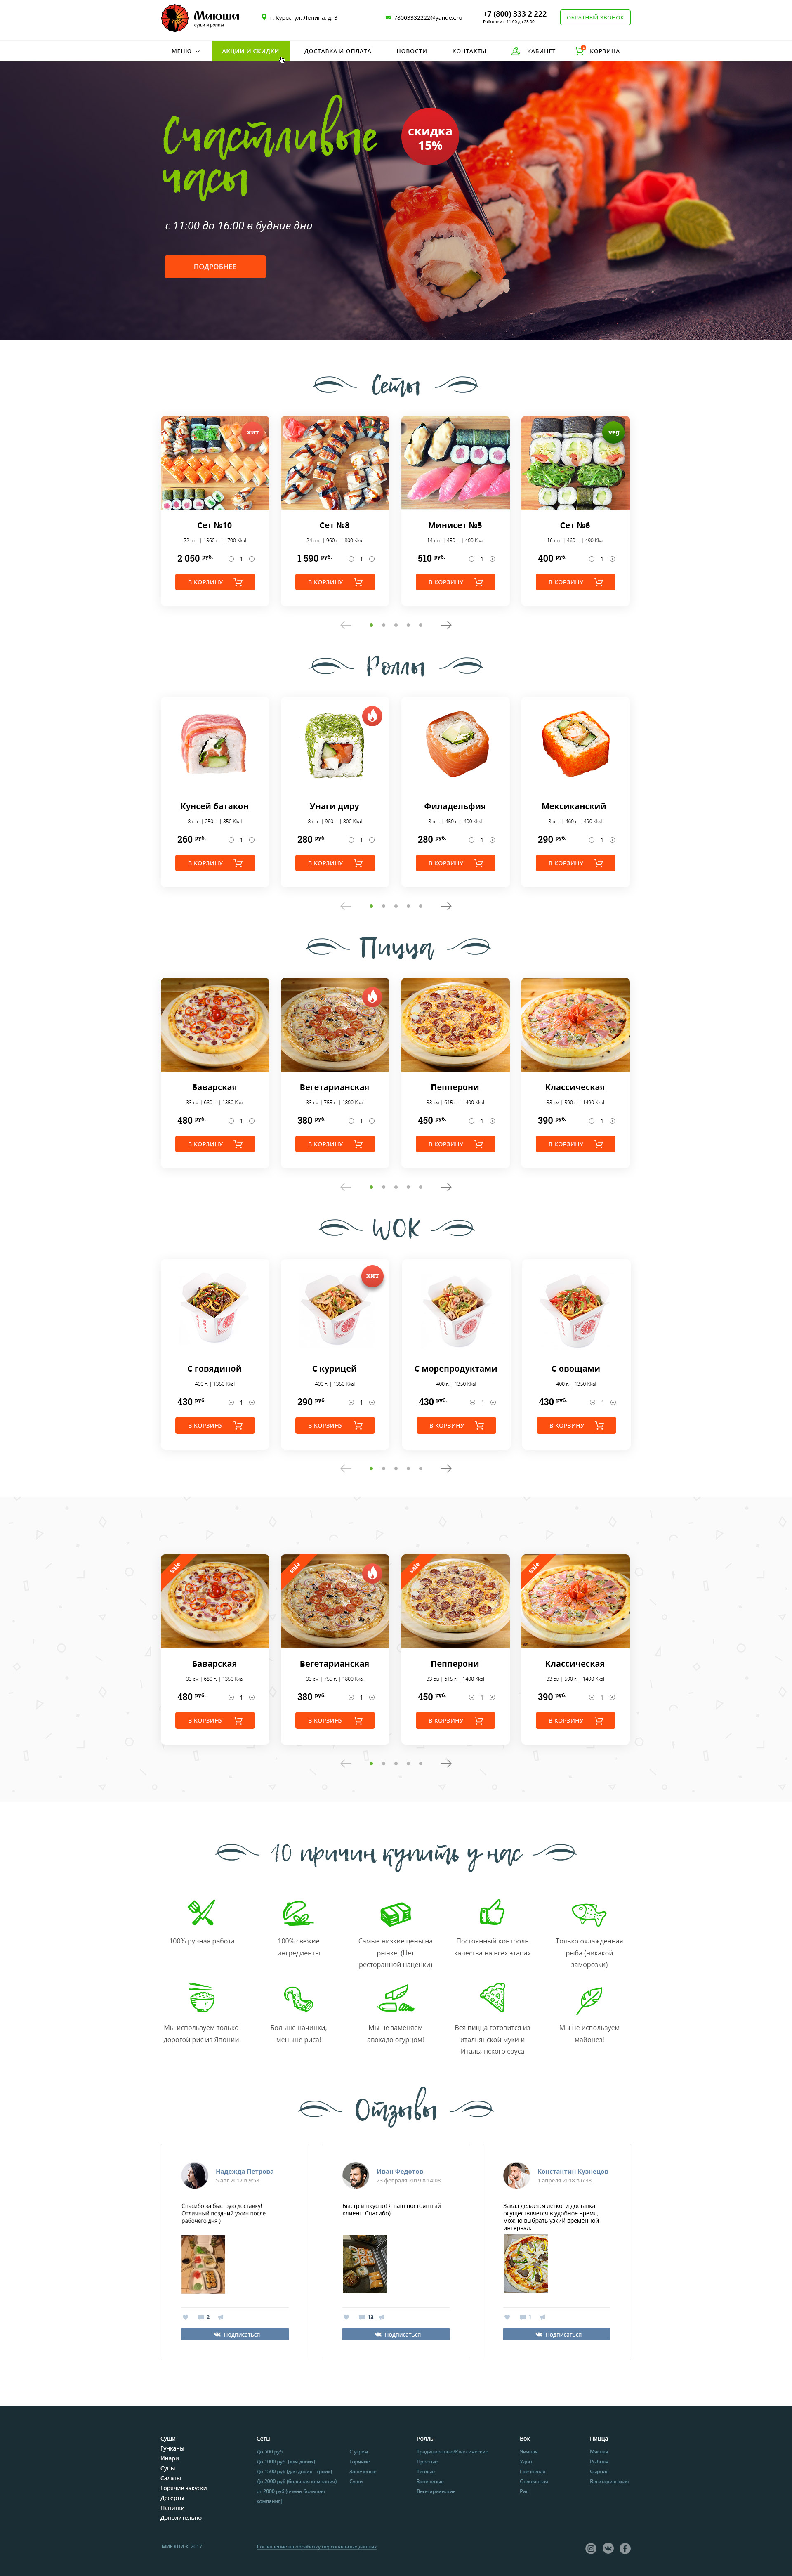 Миюши
суши и роллы
г. Курск, ул. Ленина, д. 3
78003332222@yandex.ru
+7 (800) 333 2 222
Работаем с 11:00 до 23:00
ОБРАТНЫЙ ЗВОНОК
МЕНЮ АКЦИИ И СКИДКИ ДОСТАВКА И ОПЛАТА НОВОСТИ КОНТАКТЫ КАБИНЕТ КОРЗИНА
Счастливые
часы
скидка
15%
с 11:00 до 16:00 в будние дни
ПОДРОБНЕЕ
Сеты
хит
veg
Сет №10 Сет №8 Минисет №5 Сет №6
72 шт. | 1560 г. | 1700 Kkal 24 шт. | 960 г. | 800 Kkal 14 шт. | 450 г. | 400 Kkal 16 шт. | 460 г. | 490 Kkal
2 050 руб. 1 1 590 руб. 1 510 руб. 1 400 руб. 1
В КОРЗИНУ В КОРЗИНУ В КОРЗИНУ В КОРЗИНУ
Роллы
Кунсей батакон Унаги диру Филадельфия Мексиканский
8 шт. | 250 г. | 350 Kkal 8 шт. | 960 г. | 800 Kkal 8 шт. | 450 г. | 400 Kkal 8 шт. | 460 г. | 490 Kkal
260 руб. 1 280 руб. 1 280 руб. 1 290 руб. 1
В КОРЗИНУ В КОРЗИНУ В КОРЗИНУ В КОРЗИНУ
Пицца
Баварская Вегетарианская Пепперони Классическая
33 см | 680 г. | 1350 Kkal 33 см | 755 г. | 1600 Kkal 33 см | 615 г. | 1400 Kkal 33 см | 590 г. | 1490 Kkal
480 руб. 1 380 руб. 1 450 руб. 1 390 руб. 1
В КОРЗИНУ В КОРЗИНУ В КОРЗИНУ В КОРЗИНУ
WOK
хит
С говядиной С курицей С морепродуктами С овощами
400 г. | 1350 Kkal 400 г. | 1350 Kkal 400 г. | 1350 Kkal 400 г. | 1350 Kkal
430 руб. 1 290 руб. 1 430 руб. 1 430 руб. 1
В КОРЗИНУ В КОРЗИНУ В КОРЗИНУ В КОРЗИНУ
sale sale sale sale
Баварская Вегетарианская Пепперони Классическая
33 см | 680 г. | 1350 Kkal 33 см | 755 г. | 1600 Kkal 33 см | 615 г. | 1400 Kkal 33 см | 590 г. | 1490 Kkal
480 руб. 1 380 руб. 1 450 руб. 1 390 руб. 1
В КОРЗИНУ В КОРЗИНУ В КОРЗИНУ В КОРЗИНУ
10 причин купить у нас
100% ручная работа
100% свежие
ингредиенты
Самые низкие цены на
рынке! (Нет
ресторанной наценки)
Постоянный контроль
качества на всех этапах
Только охлажденная
рыба (никакой
заморозки)
Мы используем только
дорогой рис из Японии
Больше начинки,
меньше риса!
Мы не заменяем
авокадо огурцом!
Вся пицца готовится из
итальянской муки и
Итальянского соуса
Мы не используем
майонез!
Отзывы
Надежда Петрова
5 авг 2017 в 9:58
Спасибо за быструю доставку!
Отличный поздний ужин после
рабочего дня )
2
Подписаться
Иван Федотов
23 февраля 2019 в 14:08
Быстр и вкусно! Я ваш постоянный
клиент. Спасибо)
12
Подписаться
Константин Кузнецов
1 апреля 2018 в 6:38
Заказ делается легко, и доставка
осуществляется в удобное время,
можно выбрать узкий временной
интервал.
1
Подписаться
Суши
Гунканы
Инари
Супы
Салаты
Горячие закуски
Десерты
Напитки
Дополнительно
Сеты
До 500 руб.
До 1000 руб. (для двоих)
До 1500 руб (для двоих - троих)
До 2000 руб (большая компания)
от 2000 руб (очень большая
компания)
С угрем
Горячие
Запеченые
Суши
Роллы
Традиционные/Классические
Простые
Теплые
Запеченые
Вегетарианские
Вок
Яичная
Удон
Гречневая
Стеклянная
Рис
Пицца
Мясная
Рыбная
Сырная
Вегитарианская
МИЮШИ © 2017
Соглашение на обработку персональных данных